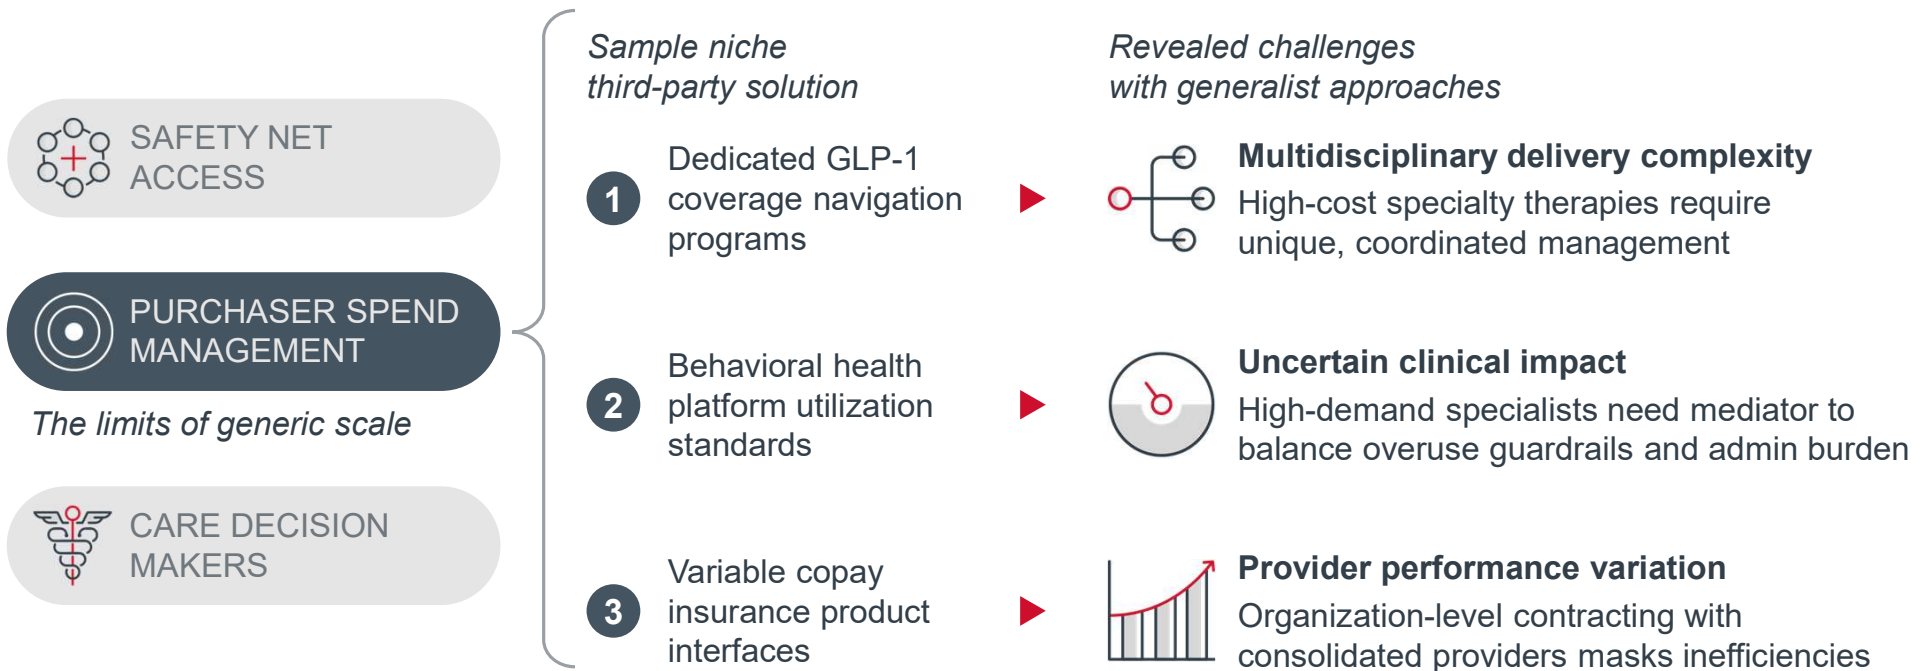 SAFETY NET
ACCESS
PURCHASER SPEND
MANAGEMENT
The limits of generic scale
CARE DECISION
MAKERS
Sample niche
third-party solution
Revealed challenges
with generalist approaches
1
Dedicated GLP-1
coverage navigation
programs
Multidisciplinary delivery complexity
High-cost specialty therapies require
unique, coordinated management
2
Behavioral health
platform utilization
standards
Uncertain clinical impact
High-demand specialists need mediator to
balance overuse guardrails and admin burden
3
Variable copay
insurance product
interfaces
Provider performance variation
Organization-level contracting with
consolidated providers masks inefficiencies